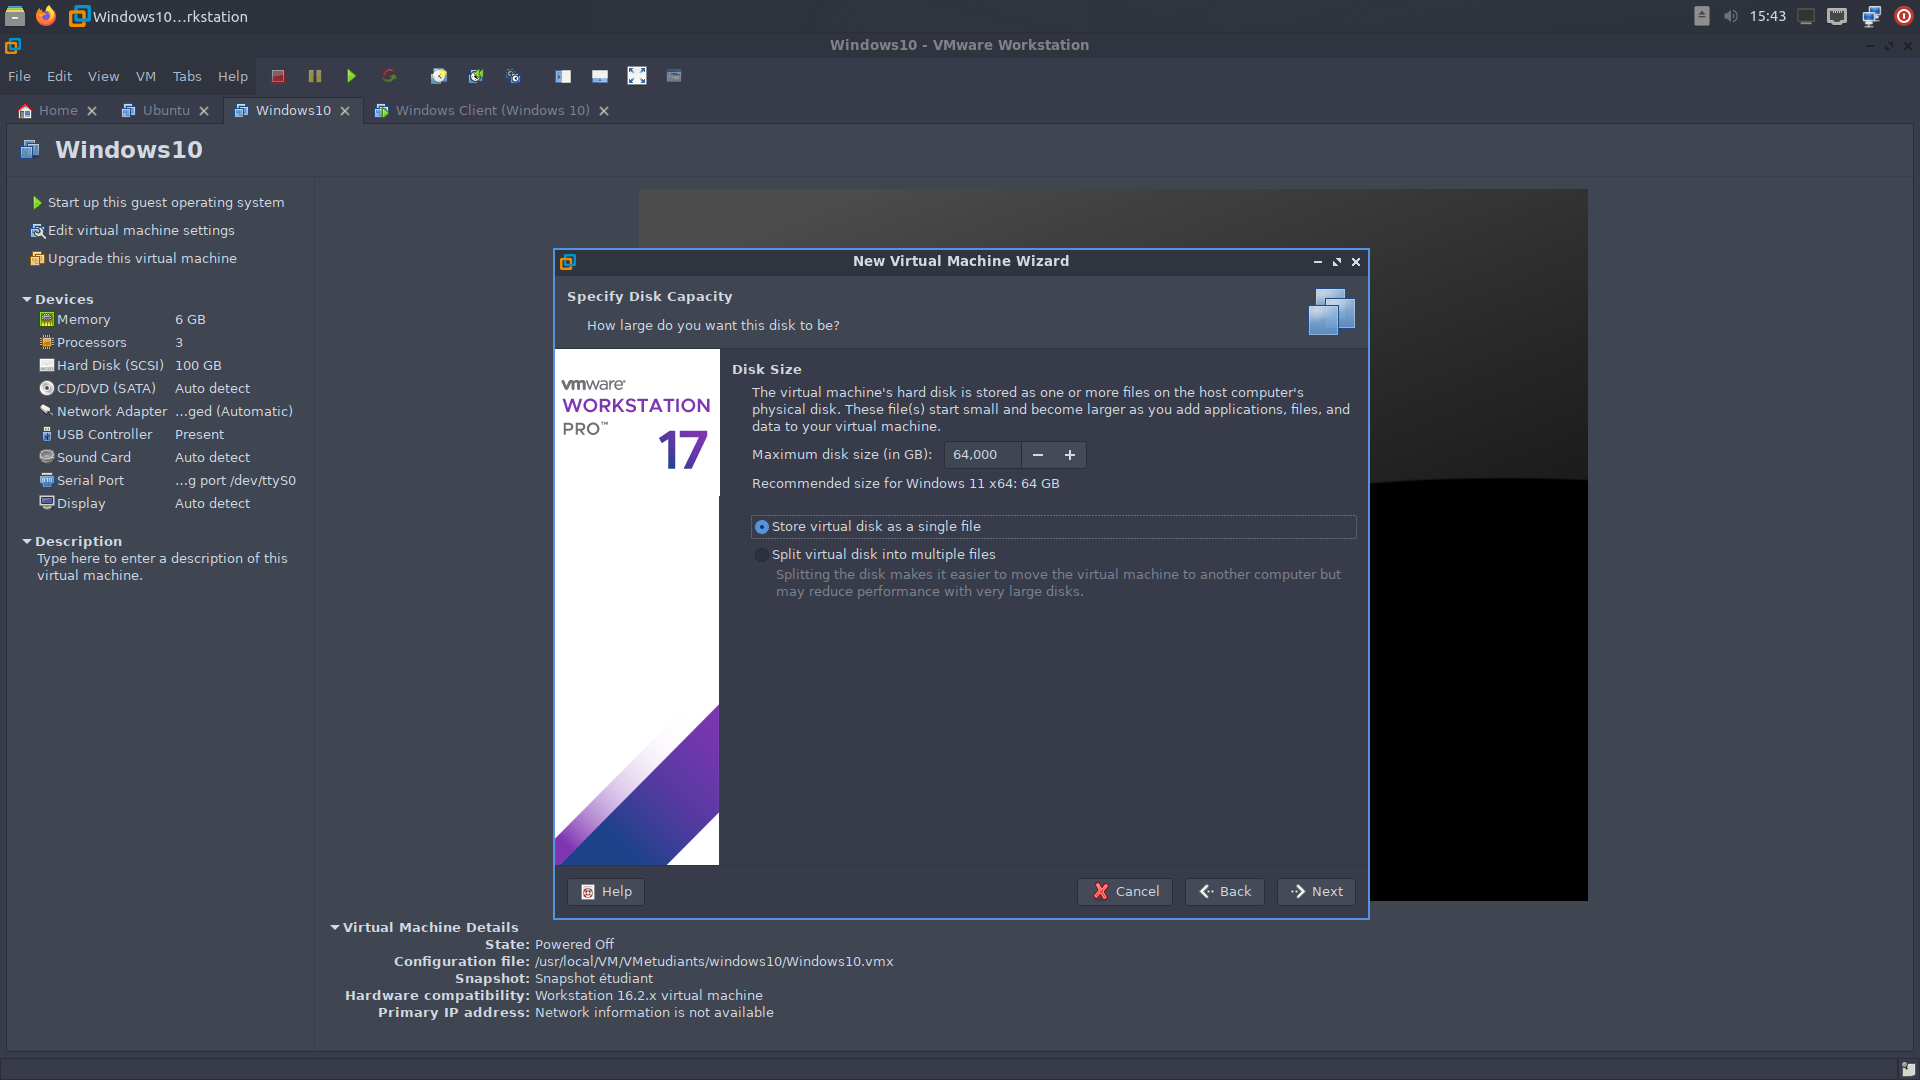 Windows10...rkstation
15:43
Windows10 - VMware Workstation
File Edit View VM Tabs Help
Home Ubuntu Windows10 Windows Client (Windows 10)
Windows10
Start up this guest operating system
Edit virtual machine settings
Upgrade this virtual machine
Devices
Memory 6 GB
Processors 3
Hard Disk (SCSI) 100 GB
CD/DVD (SATA) Auto detect
Network Adapter ...ged (Automatic)
USB Controller Present
Sound Card Auto detect
Serial Port ...g port /dev/ttyS0
Display Auto detect
Description
Type here to enter a description of this
virtual machine.
New Virtual Machine Wizard
Specify Disk Capacity
How large do you want this disk to be?
vmware®
WORKSTATION
PRO™
17
Disk Size
The virtual machine's hard disk is stored as one or more files on the host computer's
physical disk. These file(s) start small and become larger as you add applications, files, and
data to your virtual machine.
Maximum disk size (in GB): 64,000 − +
Recommended size for Windows 11 x64: 64 GB
Store virtual disk as a single file
Split virtual disk into multiple files
Splitting the disk makes it easier to move the virtual machine to another computer but
may reduce performance with very large disks.
Help Cancel Back Next
Virtual Machine Details
State: Powered Off
Configuration file: /usr/local/VM/VMetudiants/windows10/Windows10.vmx
Snapshot: Snapshot étudiant
Hardware compatibility: Workstation 16.2.x virtual machine
Primary IP address: Network information is not available